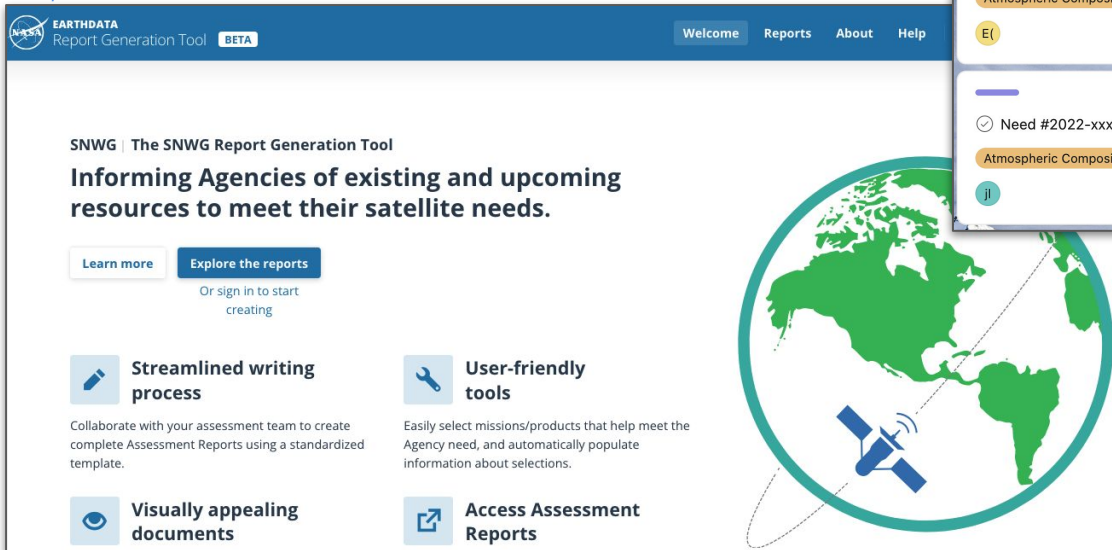 NASA
EARTHDATA
Report Generation Tool BETA
Welcome Reports About Help
E(
Need #2022-xxx
jl
SNWG | The SNWG Report Generation Tool
Informing Agencies of existing and upcoming
resources to meet their satellite needs.
Learn more Explore the reports
Or sign in to start
creating
Streamlined writing
process
Collaborate with your assessment team to create
complete Assessment Reports using a standardized
template.
User-friendly
tools
Easily select missions/products that help meet the
Agency need, and automatically populate
information about selections.
Visually appealing
documents
Access Assessment
Reports